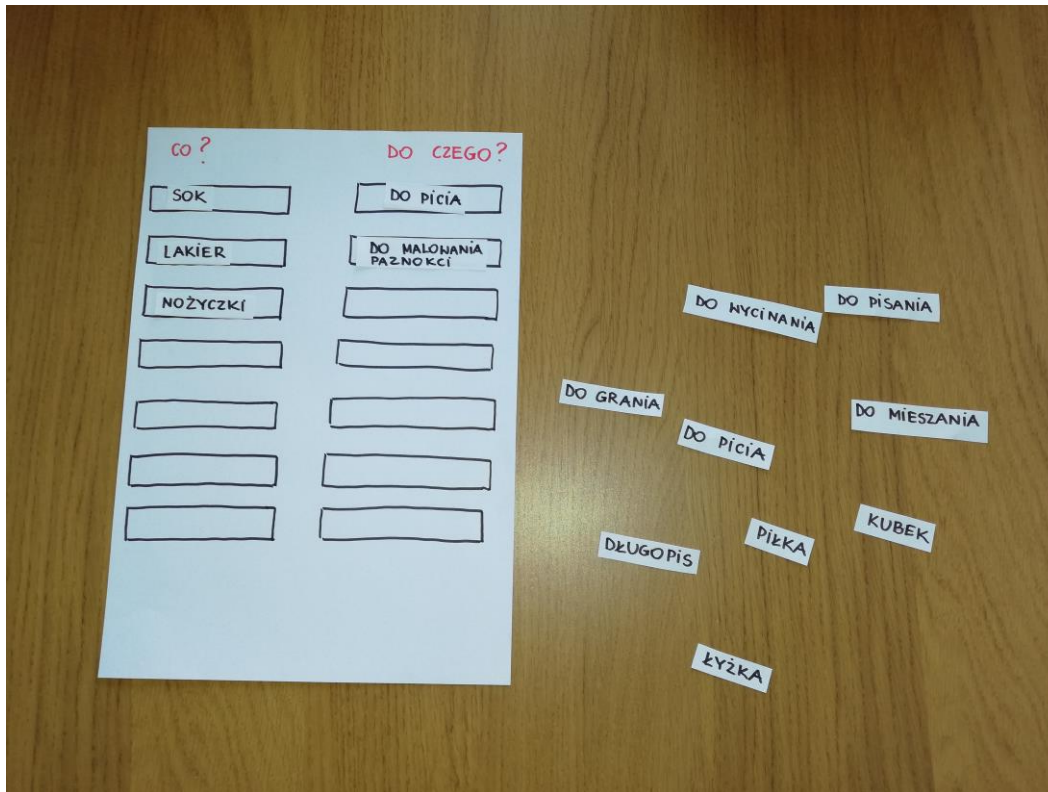 CO? DO CZEGO?
SOK DO PICIA
LAKIER DO MALOWANIA
PAZNOKCI
NOŻYCZKI
DO WYCINANIA
DO PISANIA
DO GRANIA
DO PICIA
DO MIESZANIA
DŁUGOPIS
PIŁKA
KUBEK
ŁYŻKA